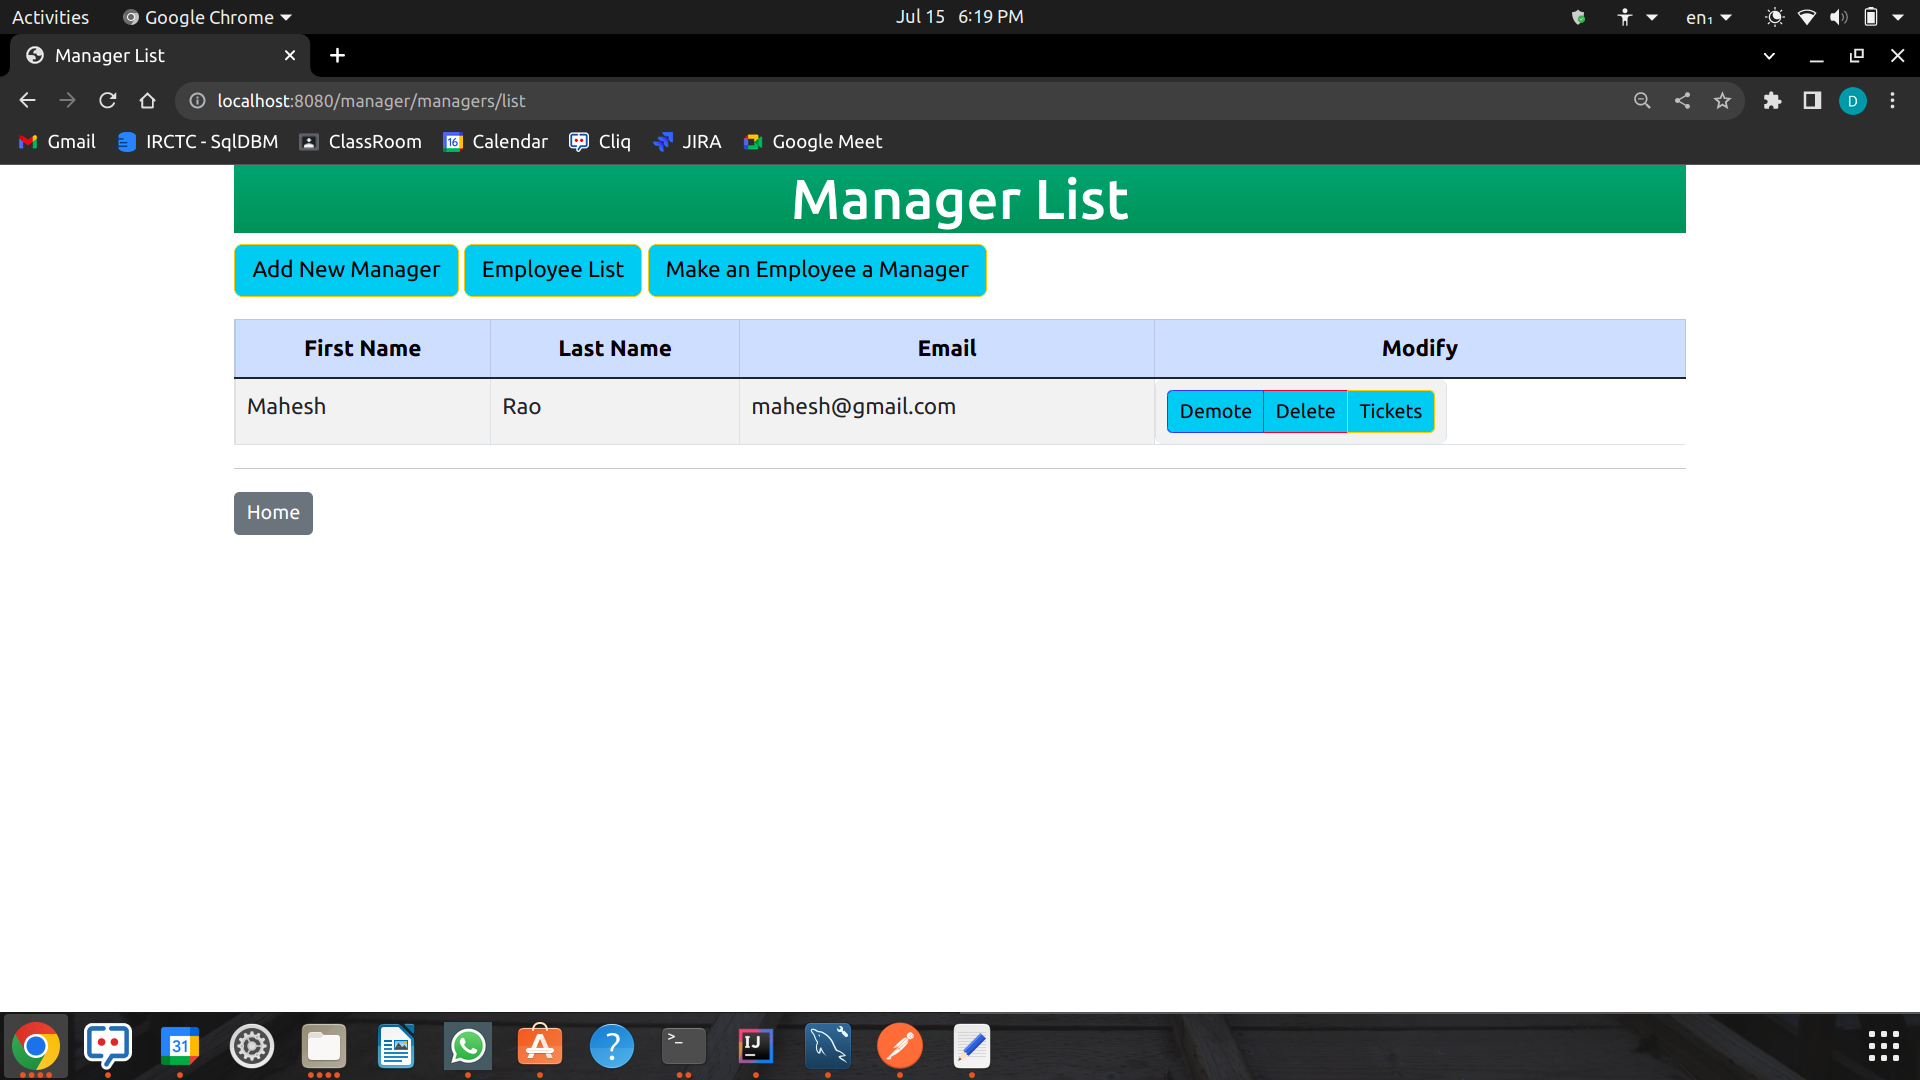 Activities Google Chrome Jul 15 6:19 PM en₁
Manager List
localhost:8080/manager/managers/list D
Gmail IRCTC - SqlDBM ClassRoom 16 Calendar Cliq JIRA Google Meet
Manager List
Add New Manager Employee List Make an Employee a Manager
First Name Last Name Email Modify
Mahesh Rao mahesh@gmail.com Demote Delete Tickets
Home
31 A ? >_ IJ